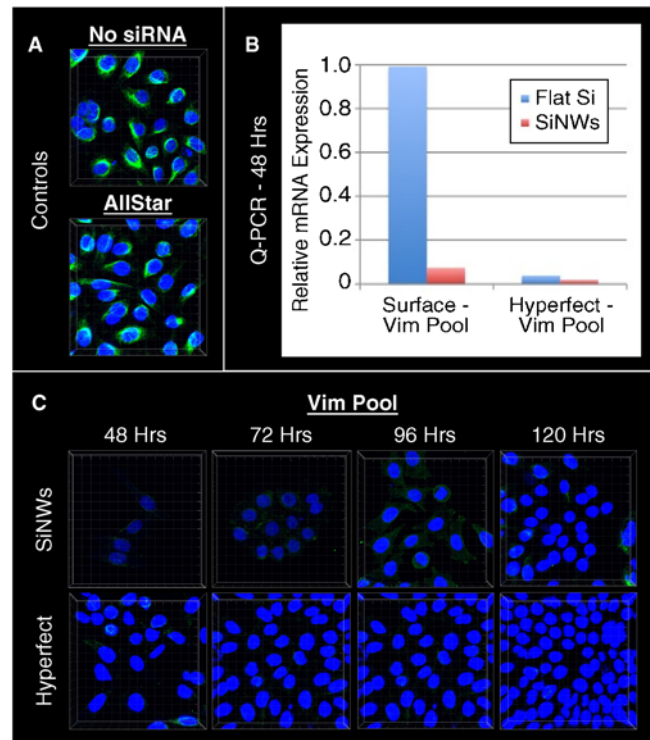 A
No siRNA
Controls
AllStar
B
Q-PCR - 48 Hrs
Relative mRNA Expression
1.0
0.8
0.6
0.4
0.2
0
Flat Si
SiNWs
Surface - Vim Pool
Hyperfect - Vim Pool
C
Vim Pool
48 Hrs 72 Hrs 96 Hrs 120 Hrs
SiNWs
Hyperfect